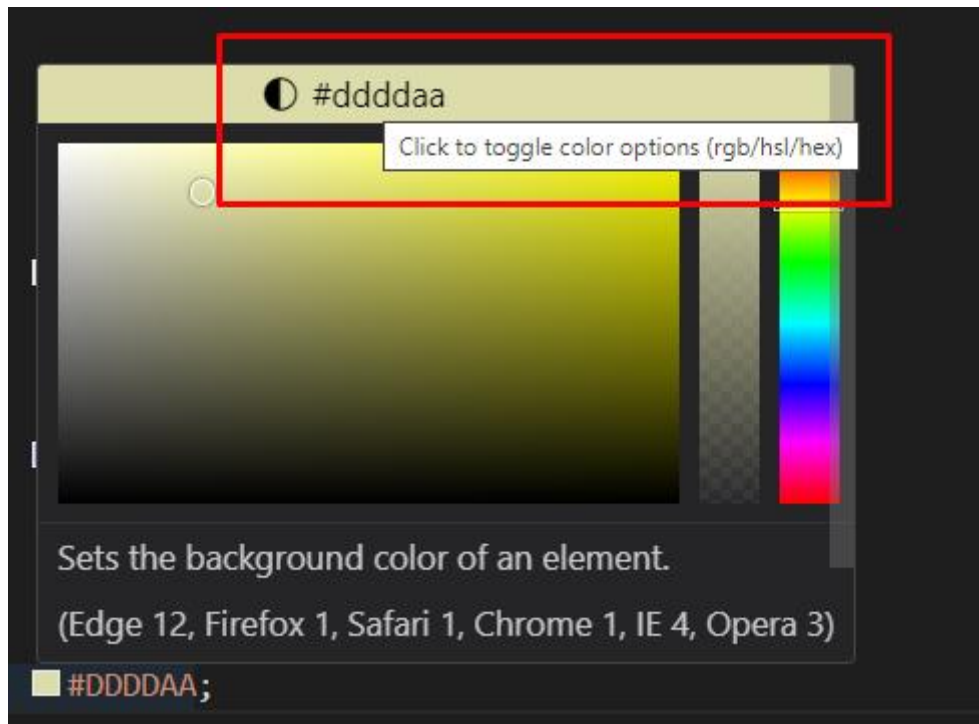 #ddddaa
Click to toggle color options (rgb/hsl/hex)
Sets the background color of an element.
(Edge 12, Firefox 1, Safari 1, Chrome 1, IE 4, Opera 3)
#DDDDAA;